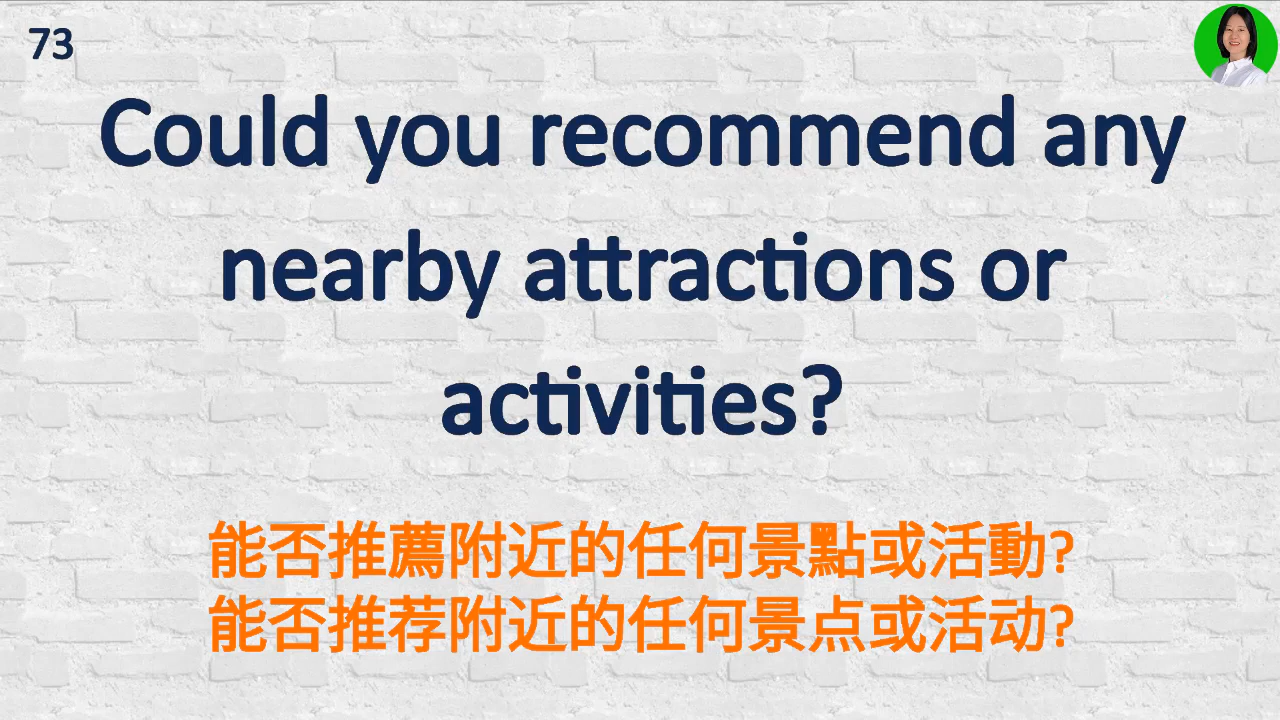 73
Could you recommend any
nearby attractions or
activities?
能否推薦附近的任何景點或活動?
能否推荐附近的任何景点或活动?